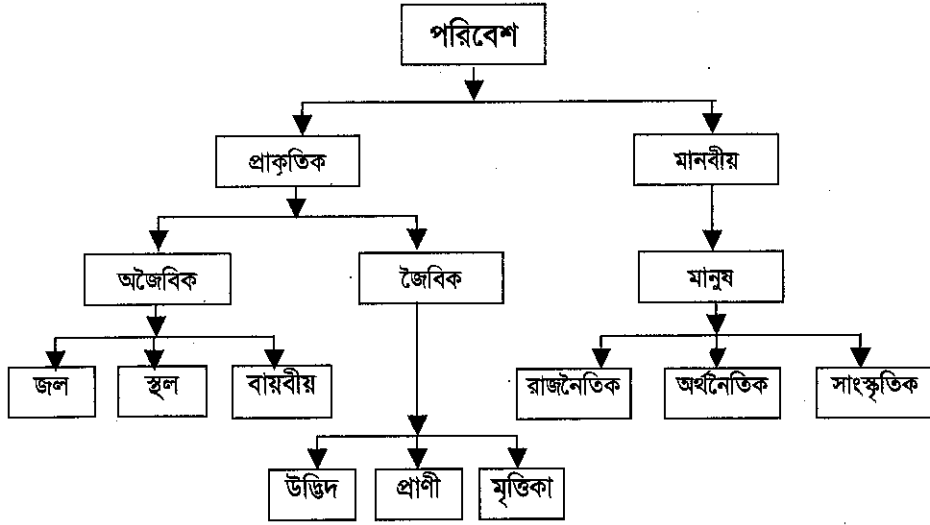 পরিবেশ
প্রাকৃতিক
মানবীয়
অজৈবিক
জৈবিক
মানুষ
জল
স্থল
বায়বীয়
রাজনৈতিক
অর্থনৈতিক
সাংস্কৃতিক
উদ্ভিদ
প্রাণী
মৃত্তিকা